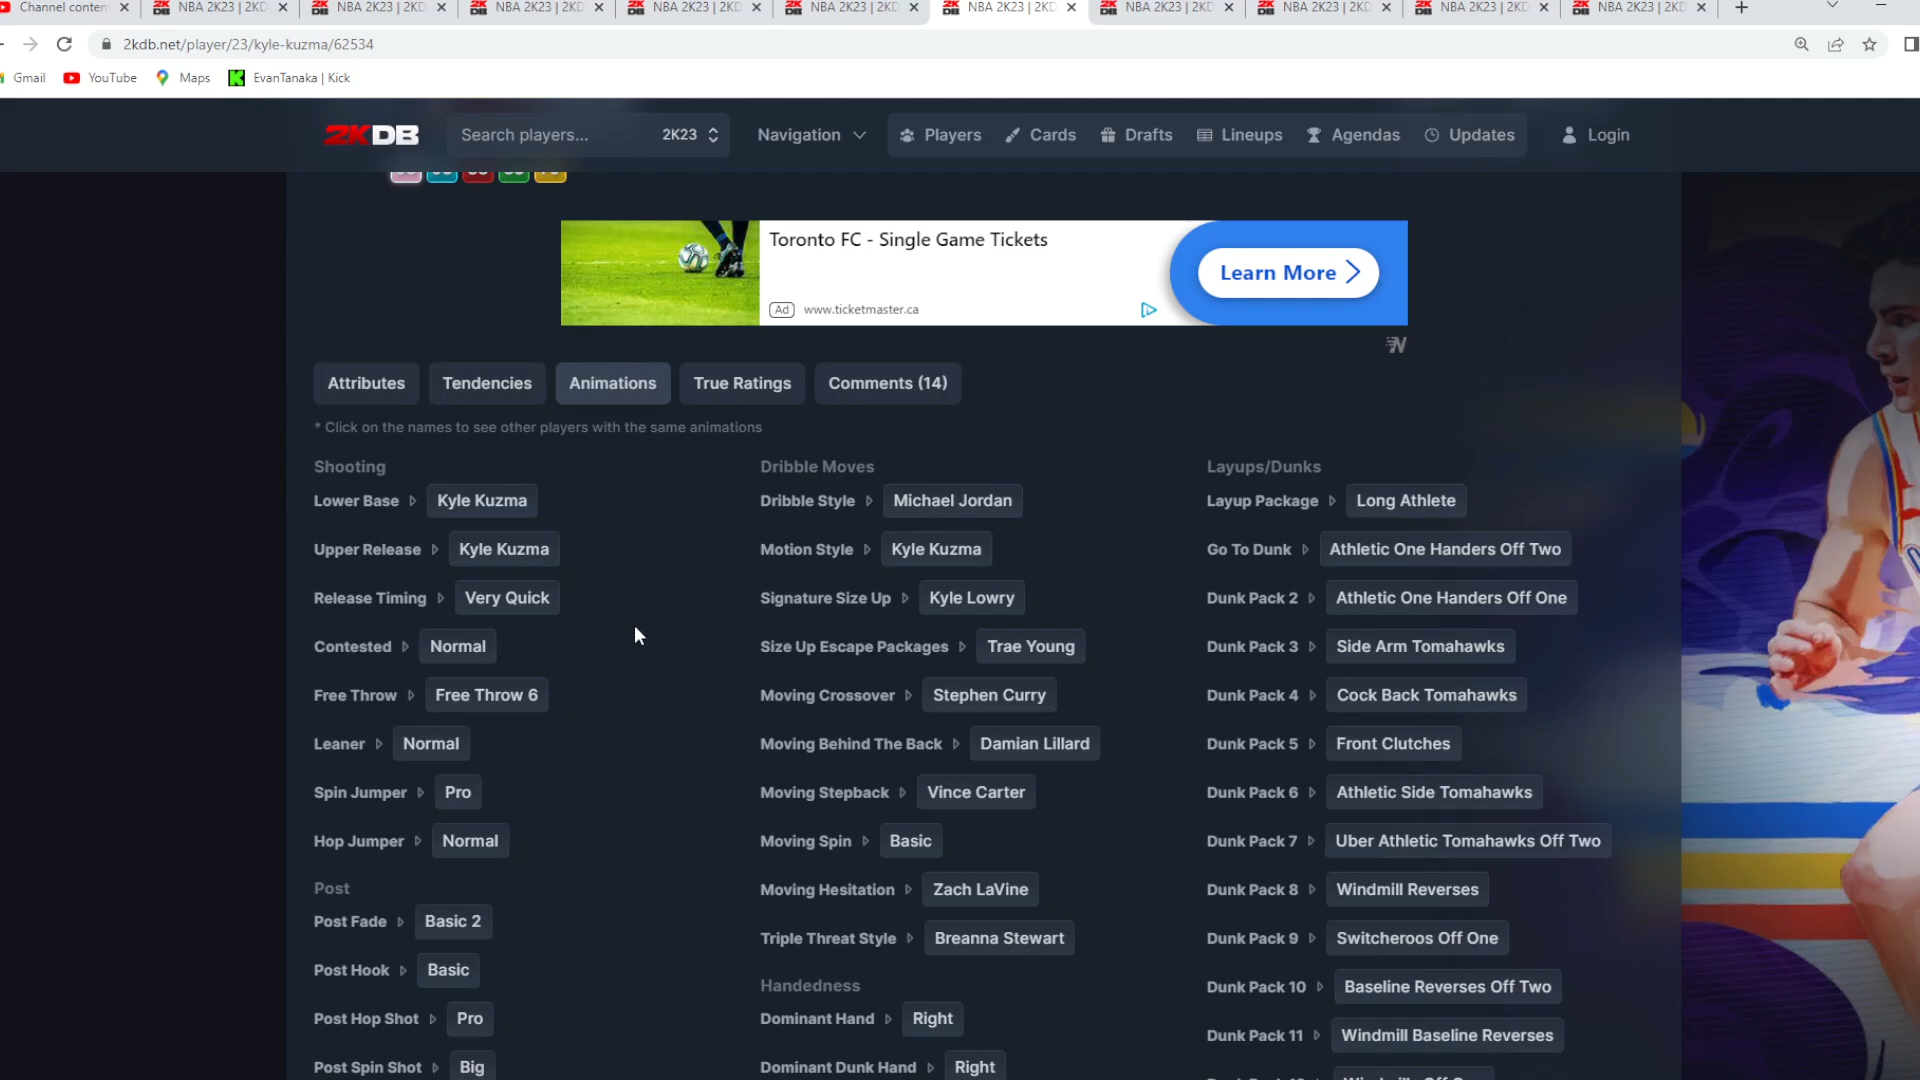 Channel conten
NBA 2K23 | 2KD
NBA 2K23 | 2KD
NBA 2K23 | 2KD
NBA 2K23 | 2KD
NBA 2K23 | 2KD
NBA 2K23 | 2KD
NBA 2K23 | 2KD
NBA 2K23 | 2KD
NBA 2K23 | 2KD
NBA 2K23 | 2KD
2kdb.net/player/23/kyle-kuzma/62534
Gmail YouTube Maps EvanTanaka | Kick
2KDB Search players... 2K23 Navigation Players Cards Drafts Lineups Agendas Updates Login
Toronto FC - Single Game Tickets
Learn More
Ad www.ticketmaster.ca
Attributes Tendencies Animations True Ratings Comments (14)
* Click on the names to see other players with the same animations
Shooting
Lower Base Kyle Kuzma
Upper Release Kyle Kuzma
Release Timing Very Quick
Contested Normal
Free Throw Free Throw 6
Leaner Normal
Spin Jumper Pro
Hop Jumper Normal
Post
Post Fade Basic 2
Post Hook Basic
Post Hop Shot Pro
Post Spin Shot Big
Dribble Moves
Dribble Style Michael Jordan
Motion Style Kyle Kuzma
Signature Size Up Kyle Lowry
Size Up Escape Packages Trae Young
Moving Crossover Stephen Curry
Moving Behind The Back Damian Lillard
Moving Stepback Vince Carter
Moving Spin Basic
Moving Hesitation Zach LaVine
Triple Threat Style Breanna Stewart
Handedness
Dominant Hand Right
Dominant Dunk Hand Right
Layups/Dunks
Layup Package Long Athlete
Go To Dunk Athletic One Handers Off Two
Dunk Pack 2 Athletic One Handers Off One
Dunk Pack 3 Side Arm Tomahawks
Dunk Pack 4 Cock Back Tomahawks
Dunk Pack 5 Front Clutches
Dunk Pack 6 Athletic Side Tomahawks
Dunk Pack 7 Uber Athletic Tomahawks Off Two
Dunk Pack 8 Windmill Reverses
Dunk Pack 9 Switcheroos Off One
Dunk Pack 10 Baseline Reverses Off Two
Dunk Pack 11 Windmill Baseline Reverses